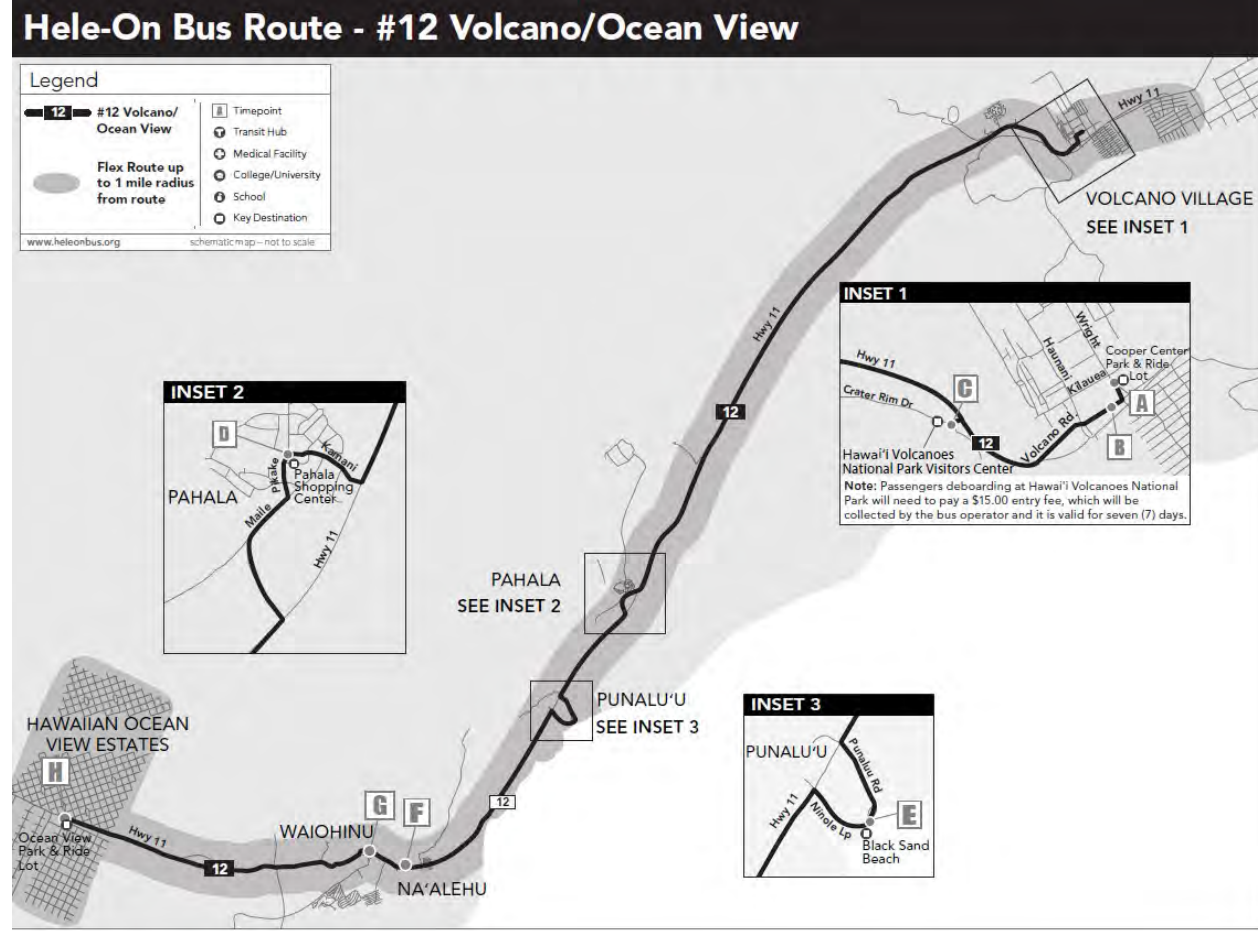 Hele-On Bus Route - #12 Volcano/Ocean View
Legend
12
#12 Volcano/
Ocean View
Flex Route up
to 1 mile radius
from route
Timepoint
Transit Hub
Medical Facility
College/University
School
Key Destination
www.heleonbus.org
schematic map – not to scale
Hwy 11
VOLCANO VILLAGE
SEE INSET 1
Hwy 11
12
INSET 1
Hwy 11
Crater Rim Dr
C
Wright
Haunani
Kilauea
Cooper Center
Park & Ride
Lot
A
B
12
Volcano Rd
Hawai'i Volcanoes
National Park Visitors Center
Note: Passengers deboarding at Hawai'i Volcanoes National
Park will need to pay a $15.00 entry fee, which will be
collected by the bus operator and it is valid for seven (7) days.
INSET 2
D
Kamani
Pikake
Pahala
Shopping
Center
PAHALA
Maile
Hwy 11
PAHALA
SEE INSET 2
PUNALU'U
SEE INSET 3
INSET 3
PUNALU'U
Punaluu Rd
Hwy 11
Ninole Lp
E
Black Sand
Beach
HAWAIIAN OCEAN
VIEW ESTATES
H
Ocean View
Park & Ride
Lot
Hwy 11
12
WAIOHINU
G
F
12
NA'ALEHU